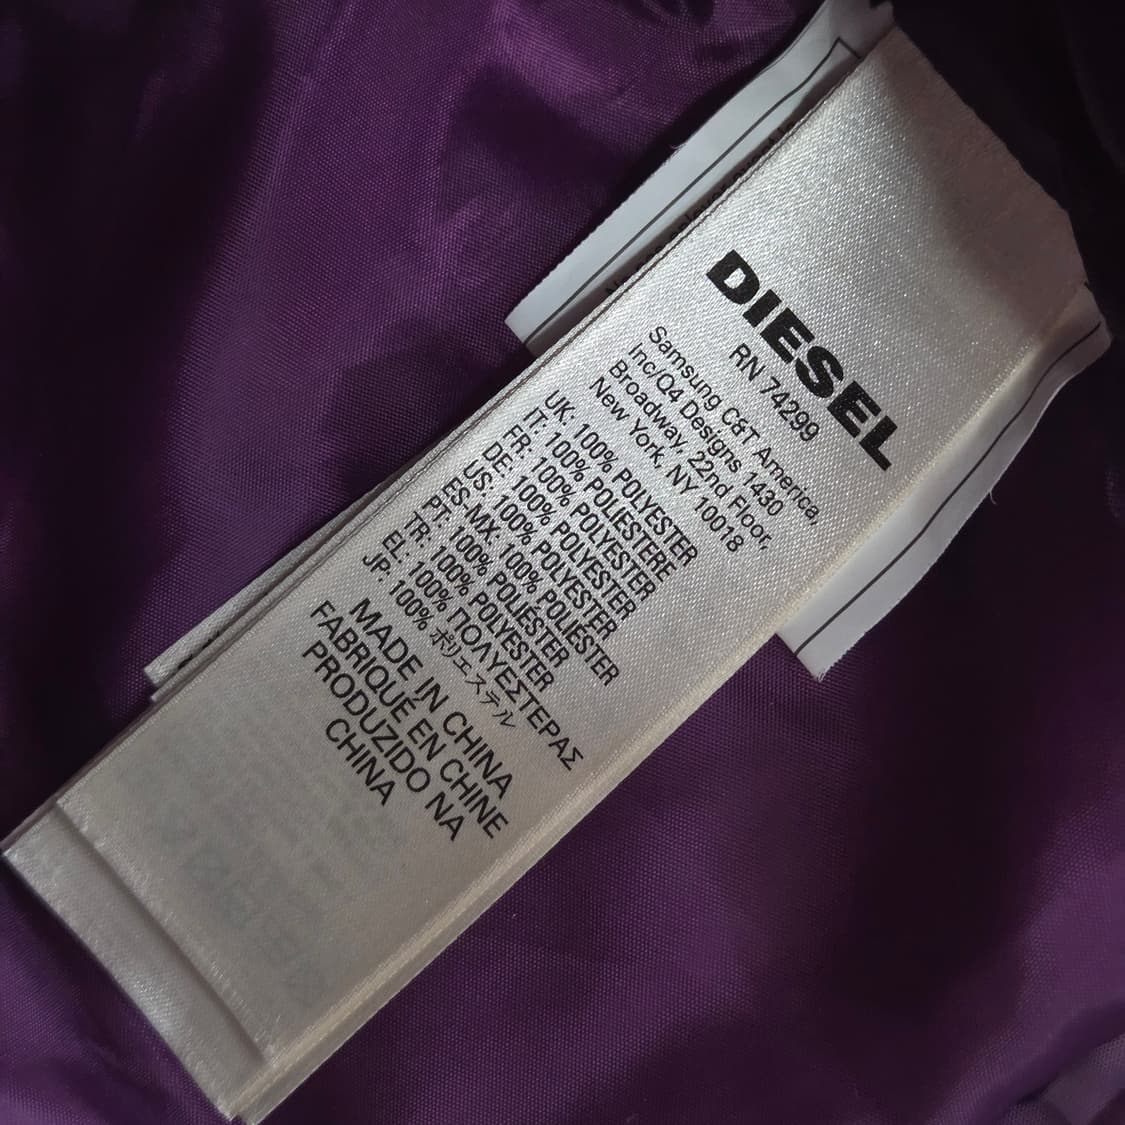 DIESEL
RN 74299
Samsung C&T America,
Inc/Q4 Designs 1430
Broadway, 22nd Floor,
New York, NY 10018
UK: 100% POLYESTER
IT: 100% POLIESTERE
FR: 100% POLYESTER
DE: 100% POLYESTER
US: 100% POLYESTER
ES-MX: 100% POLIÉSTER
PT: 100% POLIÉSTER
TR: 100% POLYESTER
EL: 100% ΠΟΛΥΕΣΤΕΡΑΣ
JP: 100% ポリエステル
MADE IN CHINA
FABRIQUÉ EN CHINE
PRODUZIDO NA
CHINA